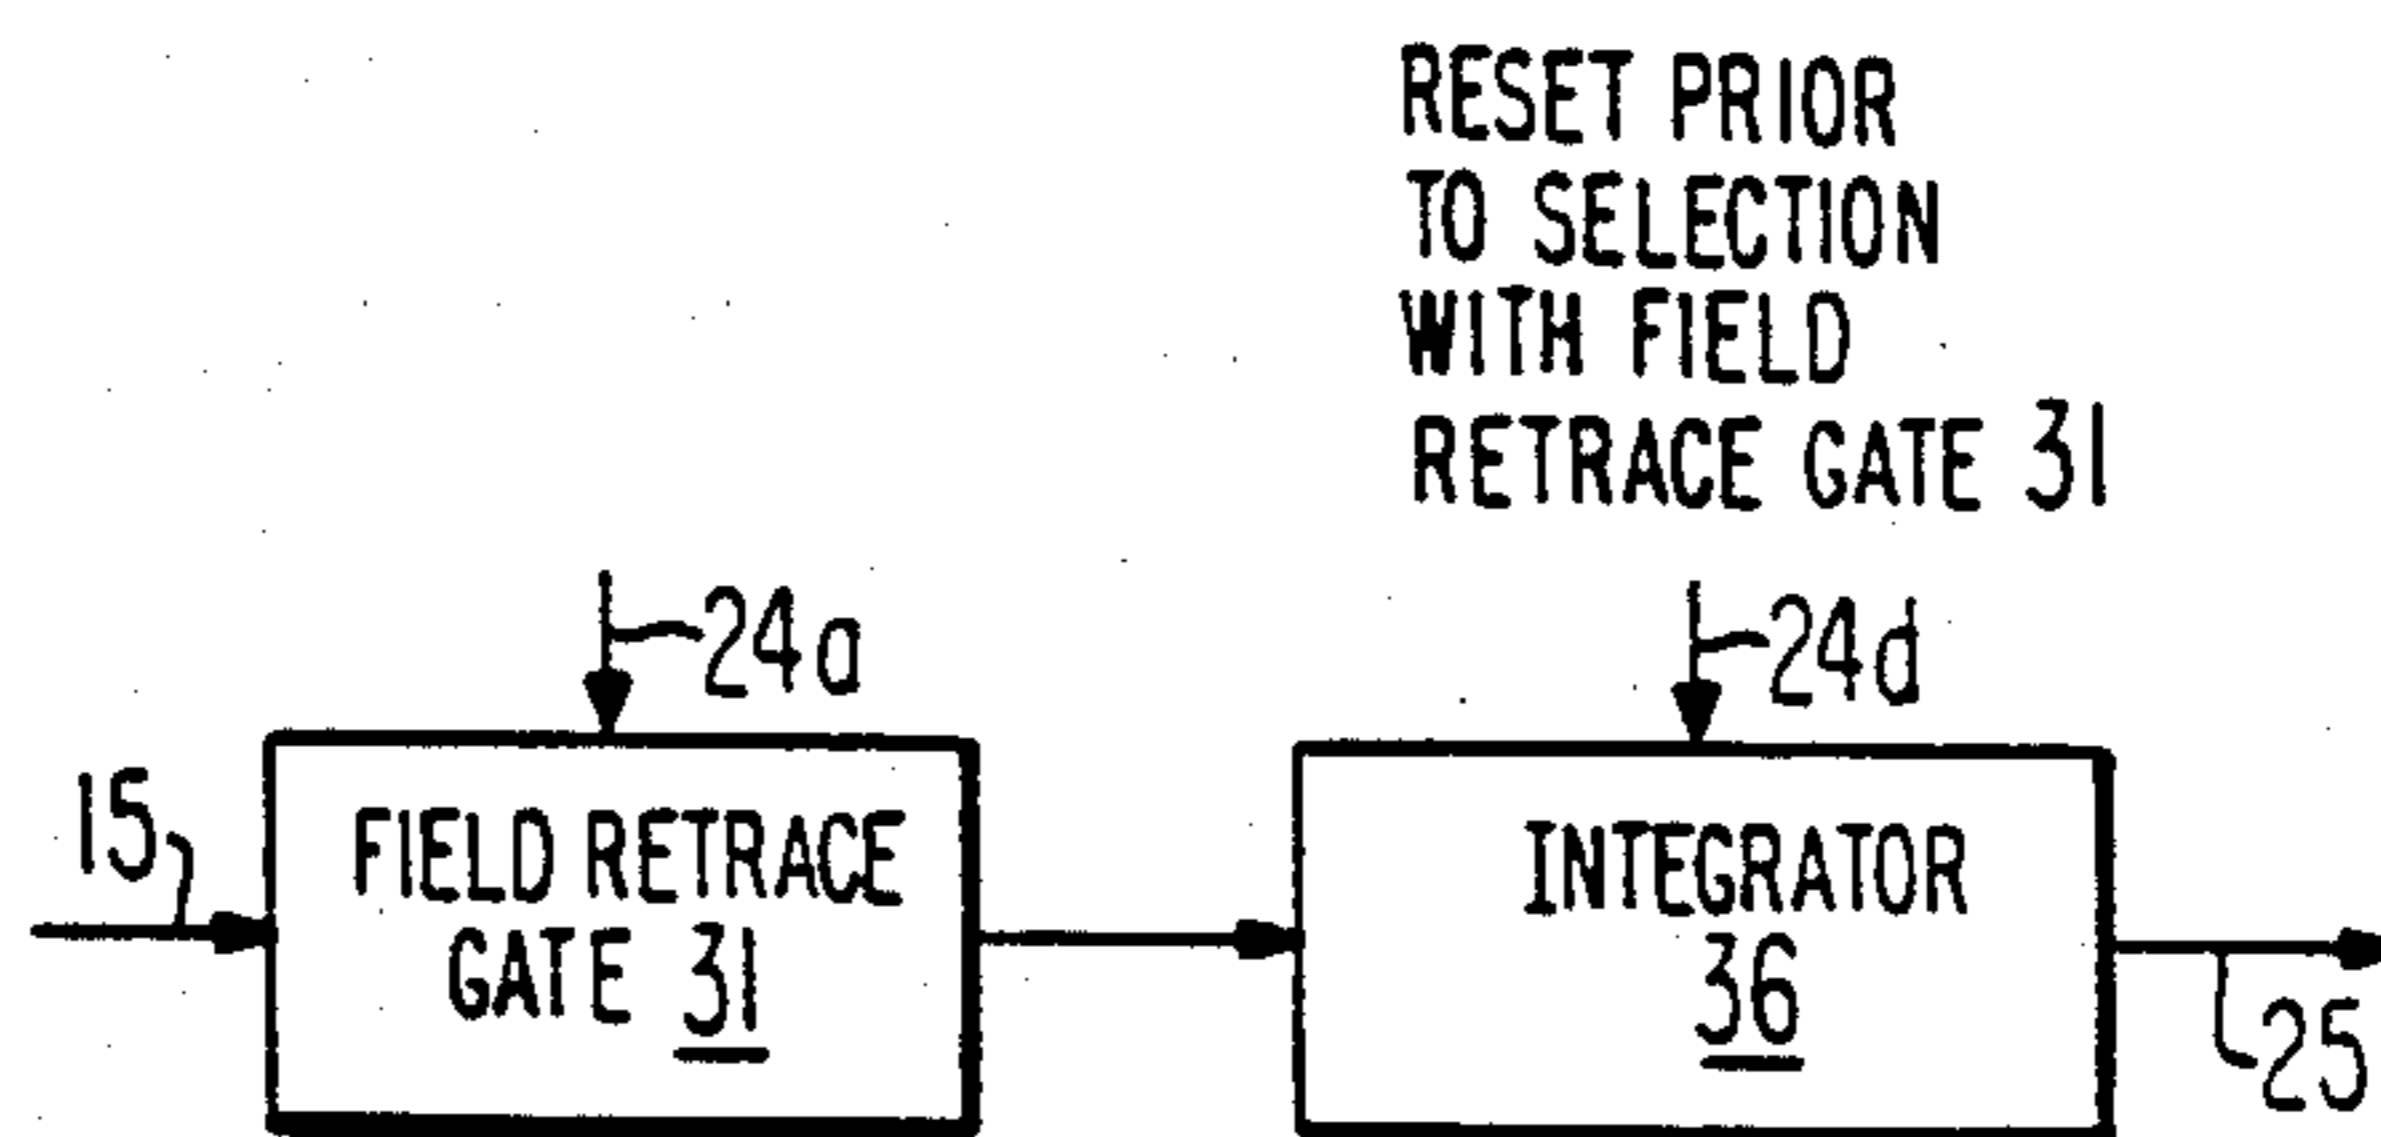 RESET PRIOR
TO SELECTION
WITH FIELD
RETRACE GATE 31
24a
24d
15
FIELD RETRACE
GATE 31
INTEGRATOR
36
25